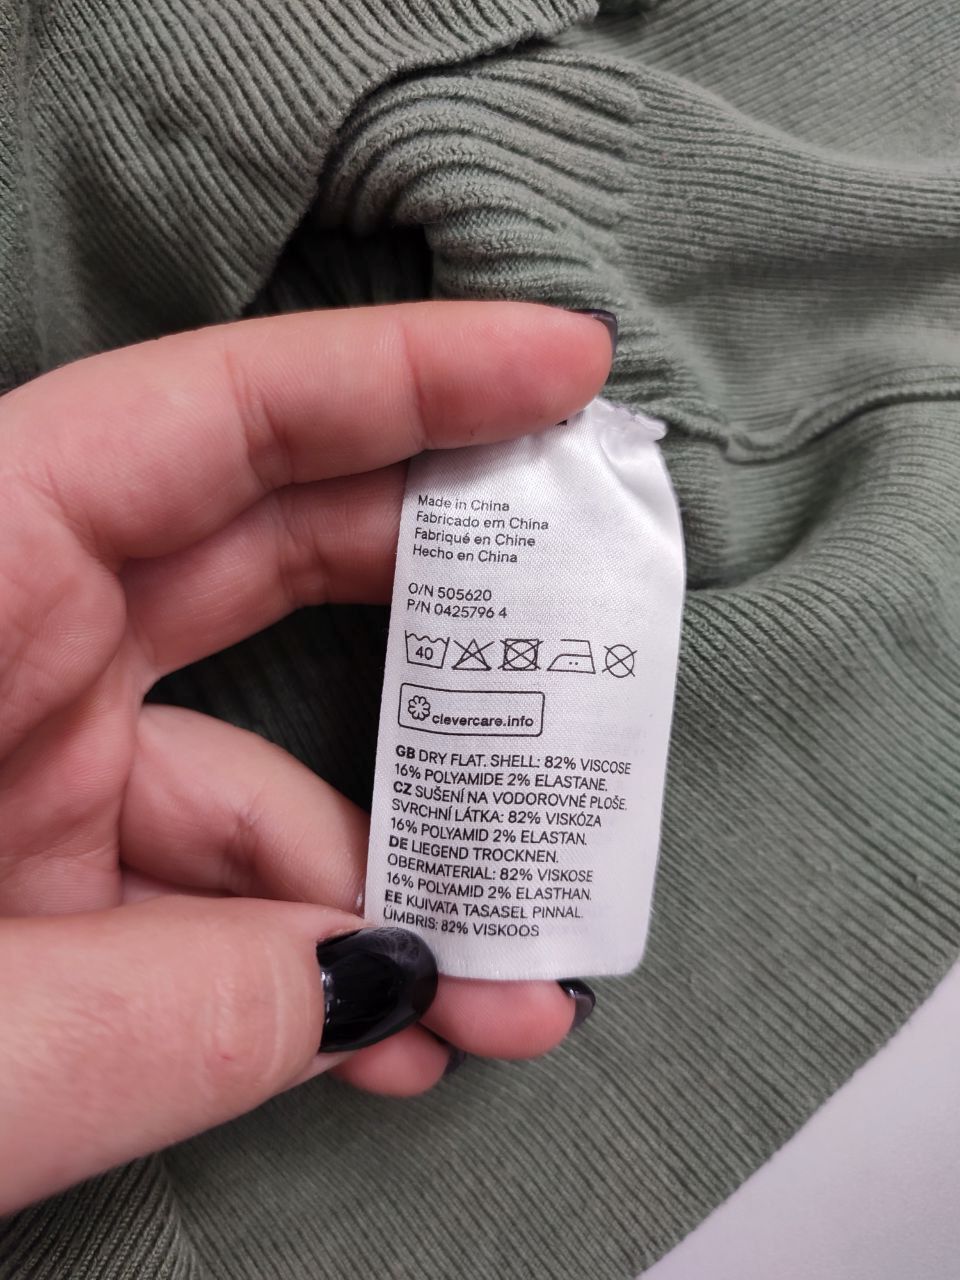 Made in China
Fabricado em China
Fabriqué en Chine
Hecho en China
O/N 505620
P/N 0425796 4
40
clevercare.info
GB DRY FLAT. SHELL: 82% VISCOSE
16% POLYAMIDE 2% ELASTANE.
CZ SUŠENÍ NA VODOROVNÉ PLOŠE.
SVRCHNÍ LÁTKA: 82% VISKÓZA
16% POLYAMID 2% ELASTAN.
DE LIEGEND TROCKNEN.
OBERMATERIAL: 82% VISKOSE
16% POLYAMID 2% ELASTHAN.
EE KUIVATA TASASEL PINNAL.
ÜMBRIS: 82% VISKOOS